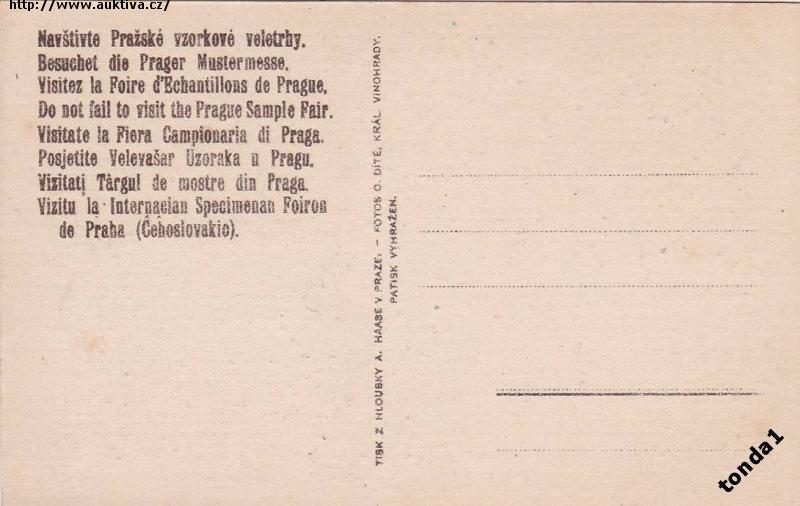 http://www.auktiva.cz/
Navštivte Pražské vzorkové veletrhy.
Besuchet die Prager Mustermesse.
Visitez la Foire d'Echantillons de Prague.
Do not fail to visit the Prague Sample Fair.
Visitate la Fiera Campionaria di Praga.
Posjetite Velevašar Uzoraka u Pragu.
Vizitați Târgul de mostre din Praga.
Vizitu la Internacian Specimenan Foiron
de Praha (Čehoslovakio).
TISK Z HLOUBKY A. HAASE V PRAZE, – FOTOS O. DÍTĚ, KRÁL. VINOHRADY.
PATISK VYHRAŽEN.
tonda1